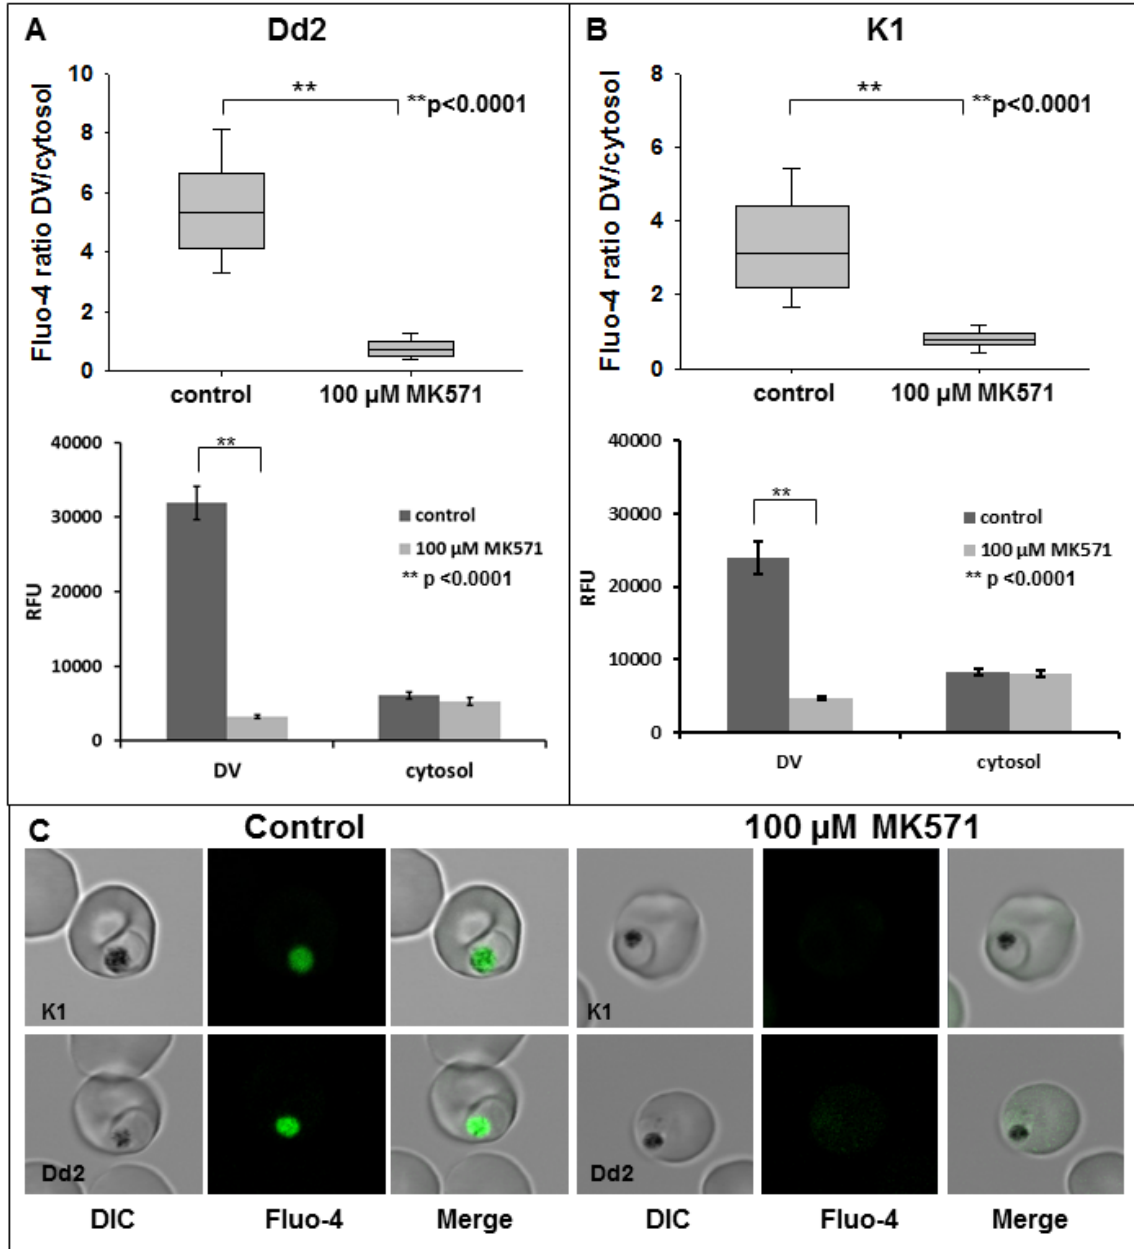 A
Dd2
Fluo-4 ratio DV/cytosol
10
8
6
4
2
0
**
**p<0.0001
control
100 µM MK571
RFU
40000
30000
20000
10000
0
**
control
100 µM MK571
** p <0.0001
DV
cytosol
B
K1
Fluo-4 ratio DV/cytosol
8
6
4
2
0
**
**p<0.0001
control
100 µM MK571
RFU
40000
30000
20000
10000
0
**
control
100 µM MK571
** p <0.0001
DV
cytosol
C
Control
100 µM MK571
K1
K1
Dd2
Dd2
DIC
Fluo-4
Merge
DIC
Fluo-4
Merge